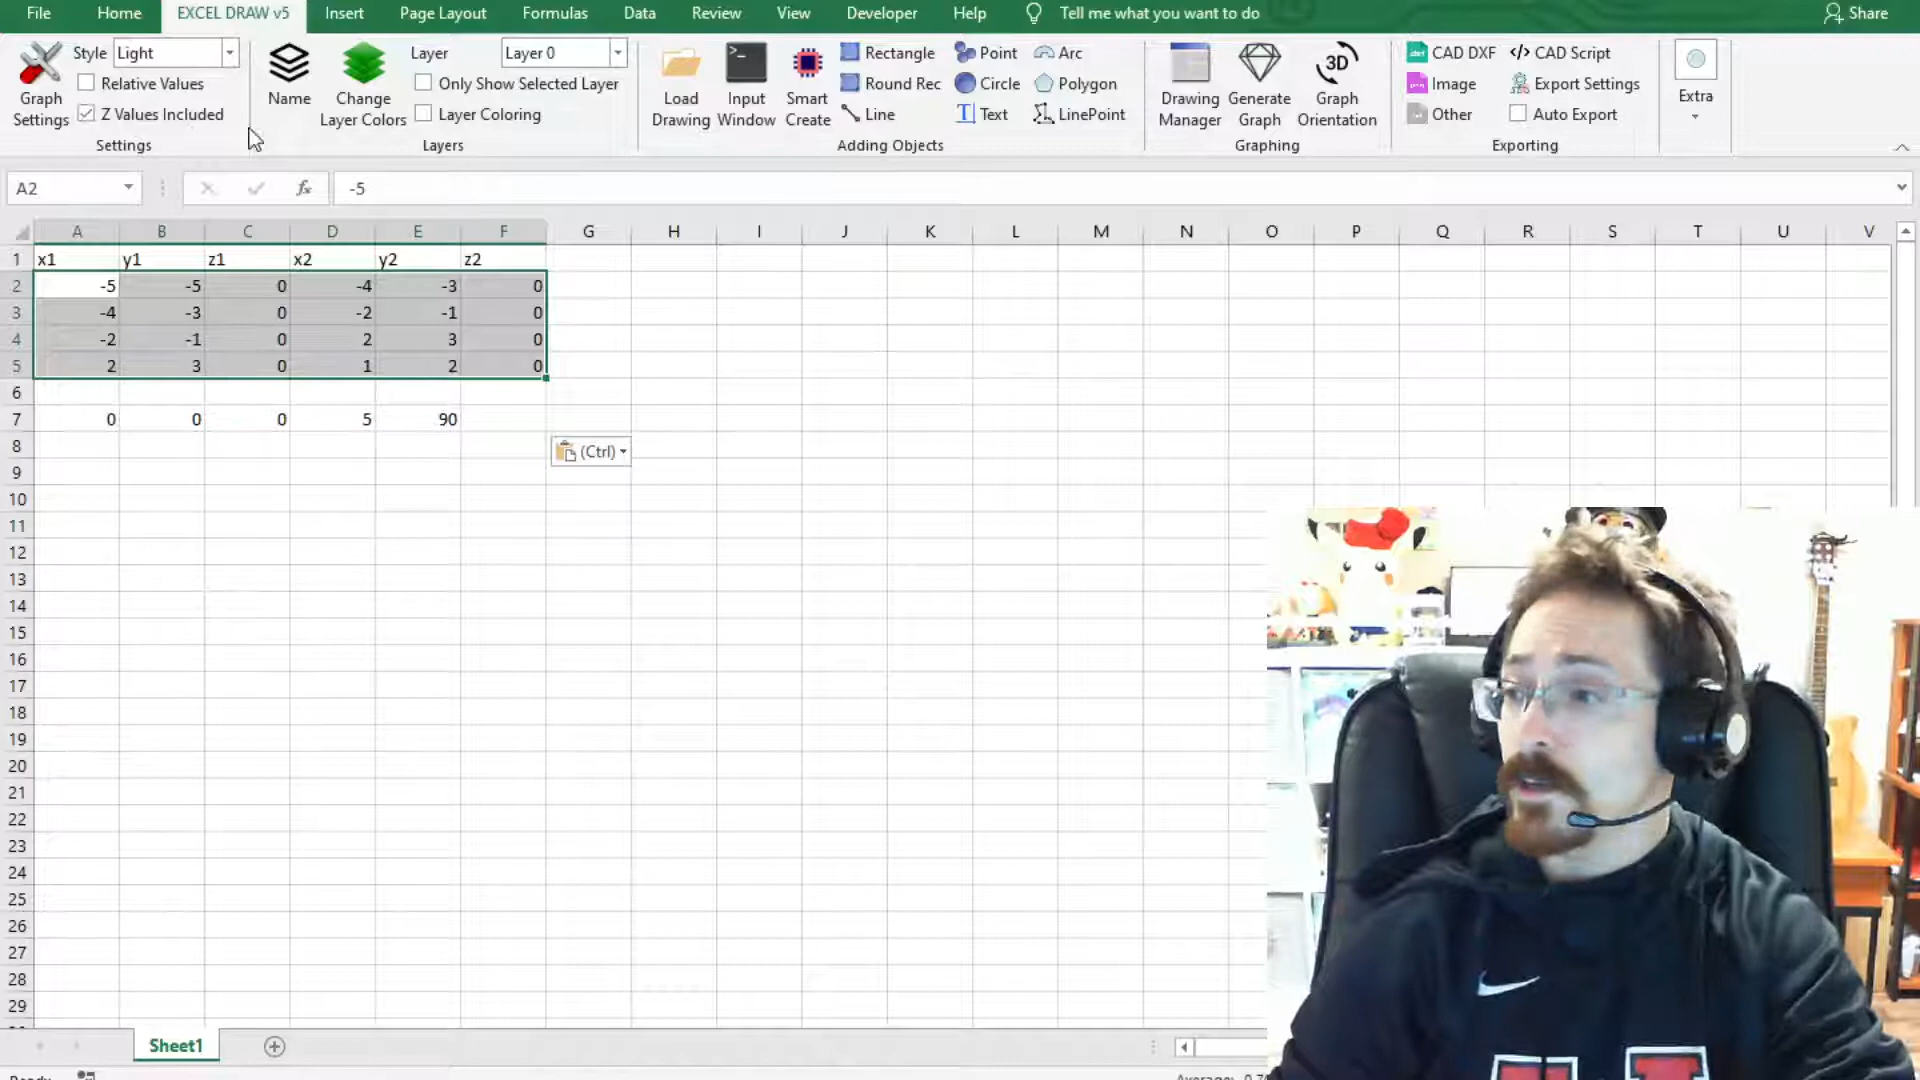 File Home EXCEL DRAW v5 Insert Page Layout Formulas Data Review View Developer Help Tell me what you want to do Share
Graph Settings
Style Light
Relative Values
Z Values Included
Settings
Name
Change Layer Colors
Layer Layer 0
Only Show Selected Layer
Layer Coloring
Layers
Load Drawing
Input Window
Smart Create
Rectangle Point Arc
Round Rec Circle Polygon
Line Text LinePoint
Adding Objects
Drawing Manager
Generate Graph
3D
Graph Orientation
Graphing
CAD DXF CAD Script
Image Export Settings
Other Auto Export
Exporting
Extra
A2 fx -5
A B C D E F G H I J K L M N O P Q R S T U V
1 x1 y1 z1 x2 y2 z2
2 -5 -5 0 -4 -3 0
3 -4 -3 0 -2 -1 0
4 -2 -1 0 2 3 0
5 2 3 0 1 2 0
6
7 0 0 0 5 90
8 (Ctrl)
9
10
11
12
13
14
15
16
17
18
19
20
21
22
23
24
25
26
27
28
29
Sheet1